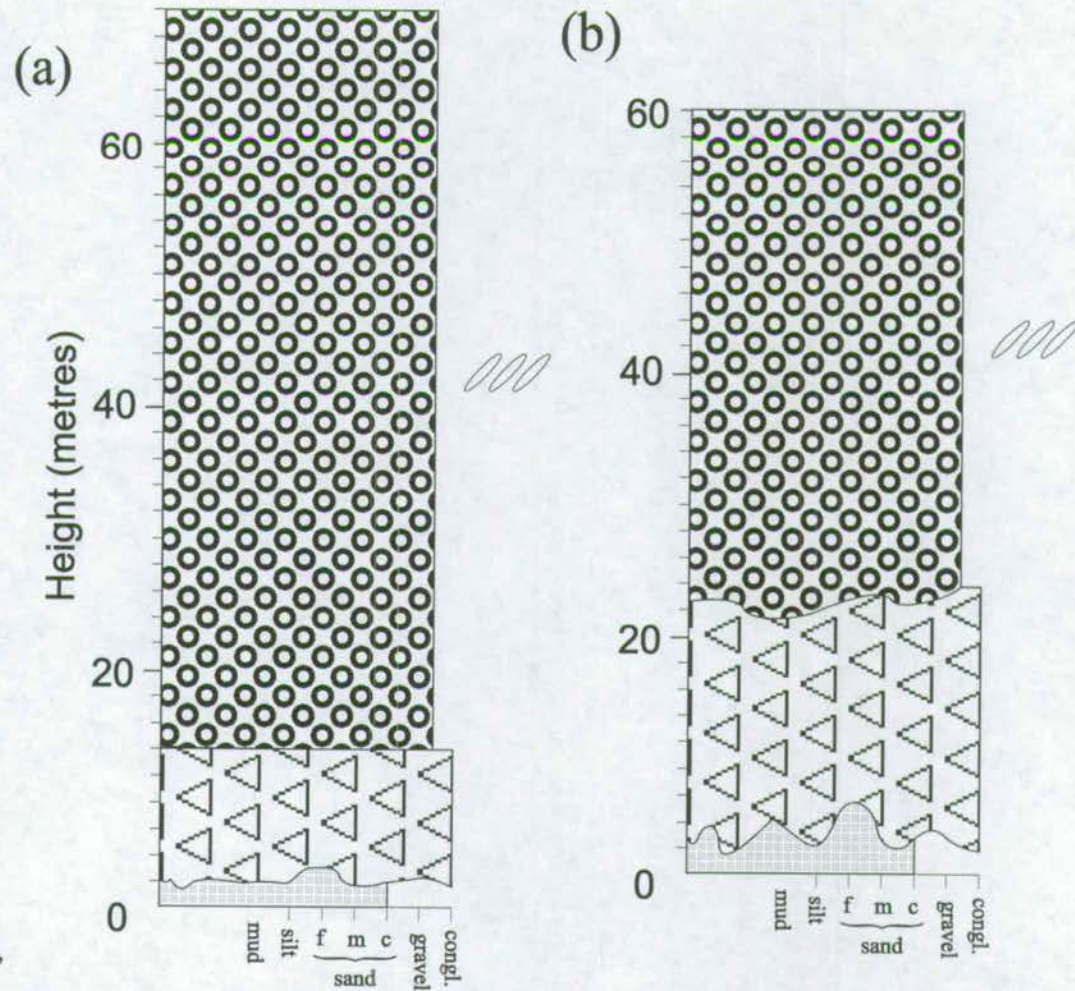 (a)
Height (metres)
60
40
20
0
mud
silt
f m c
sand
gravel
congl.
(b)
60
40
20
0
mud
silt
f m c
sand
gravel
congl.